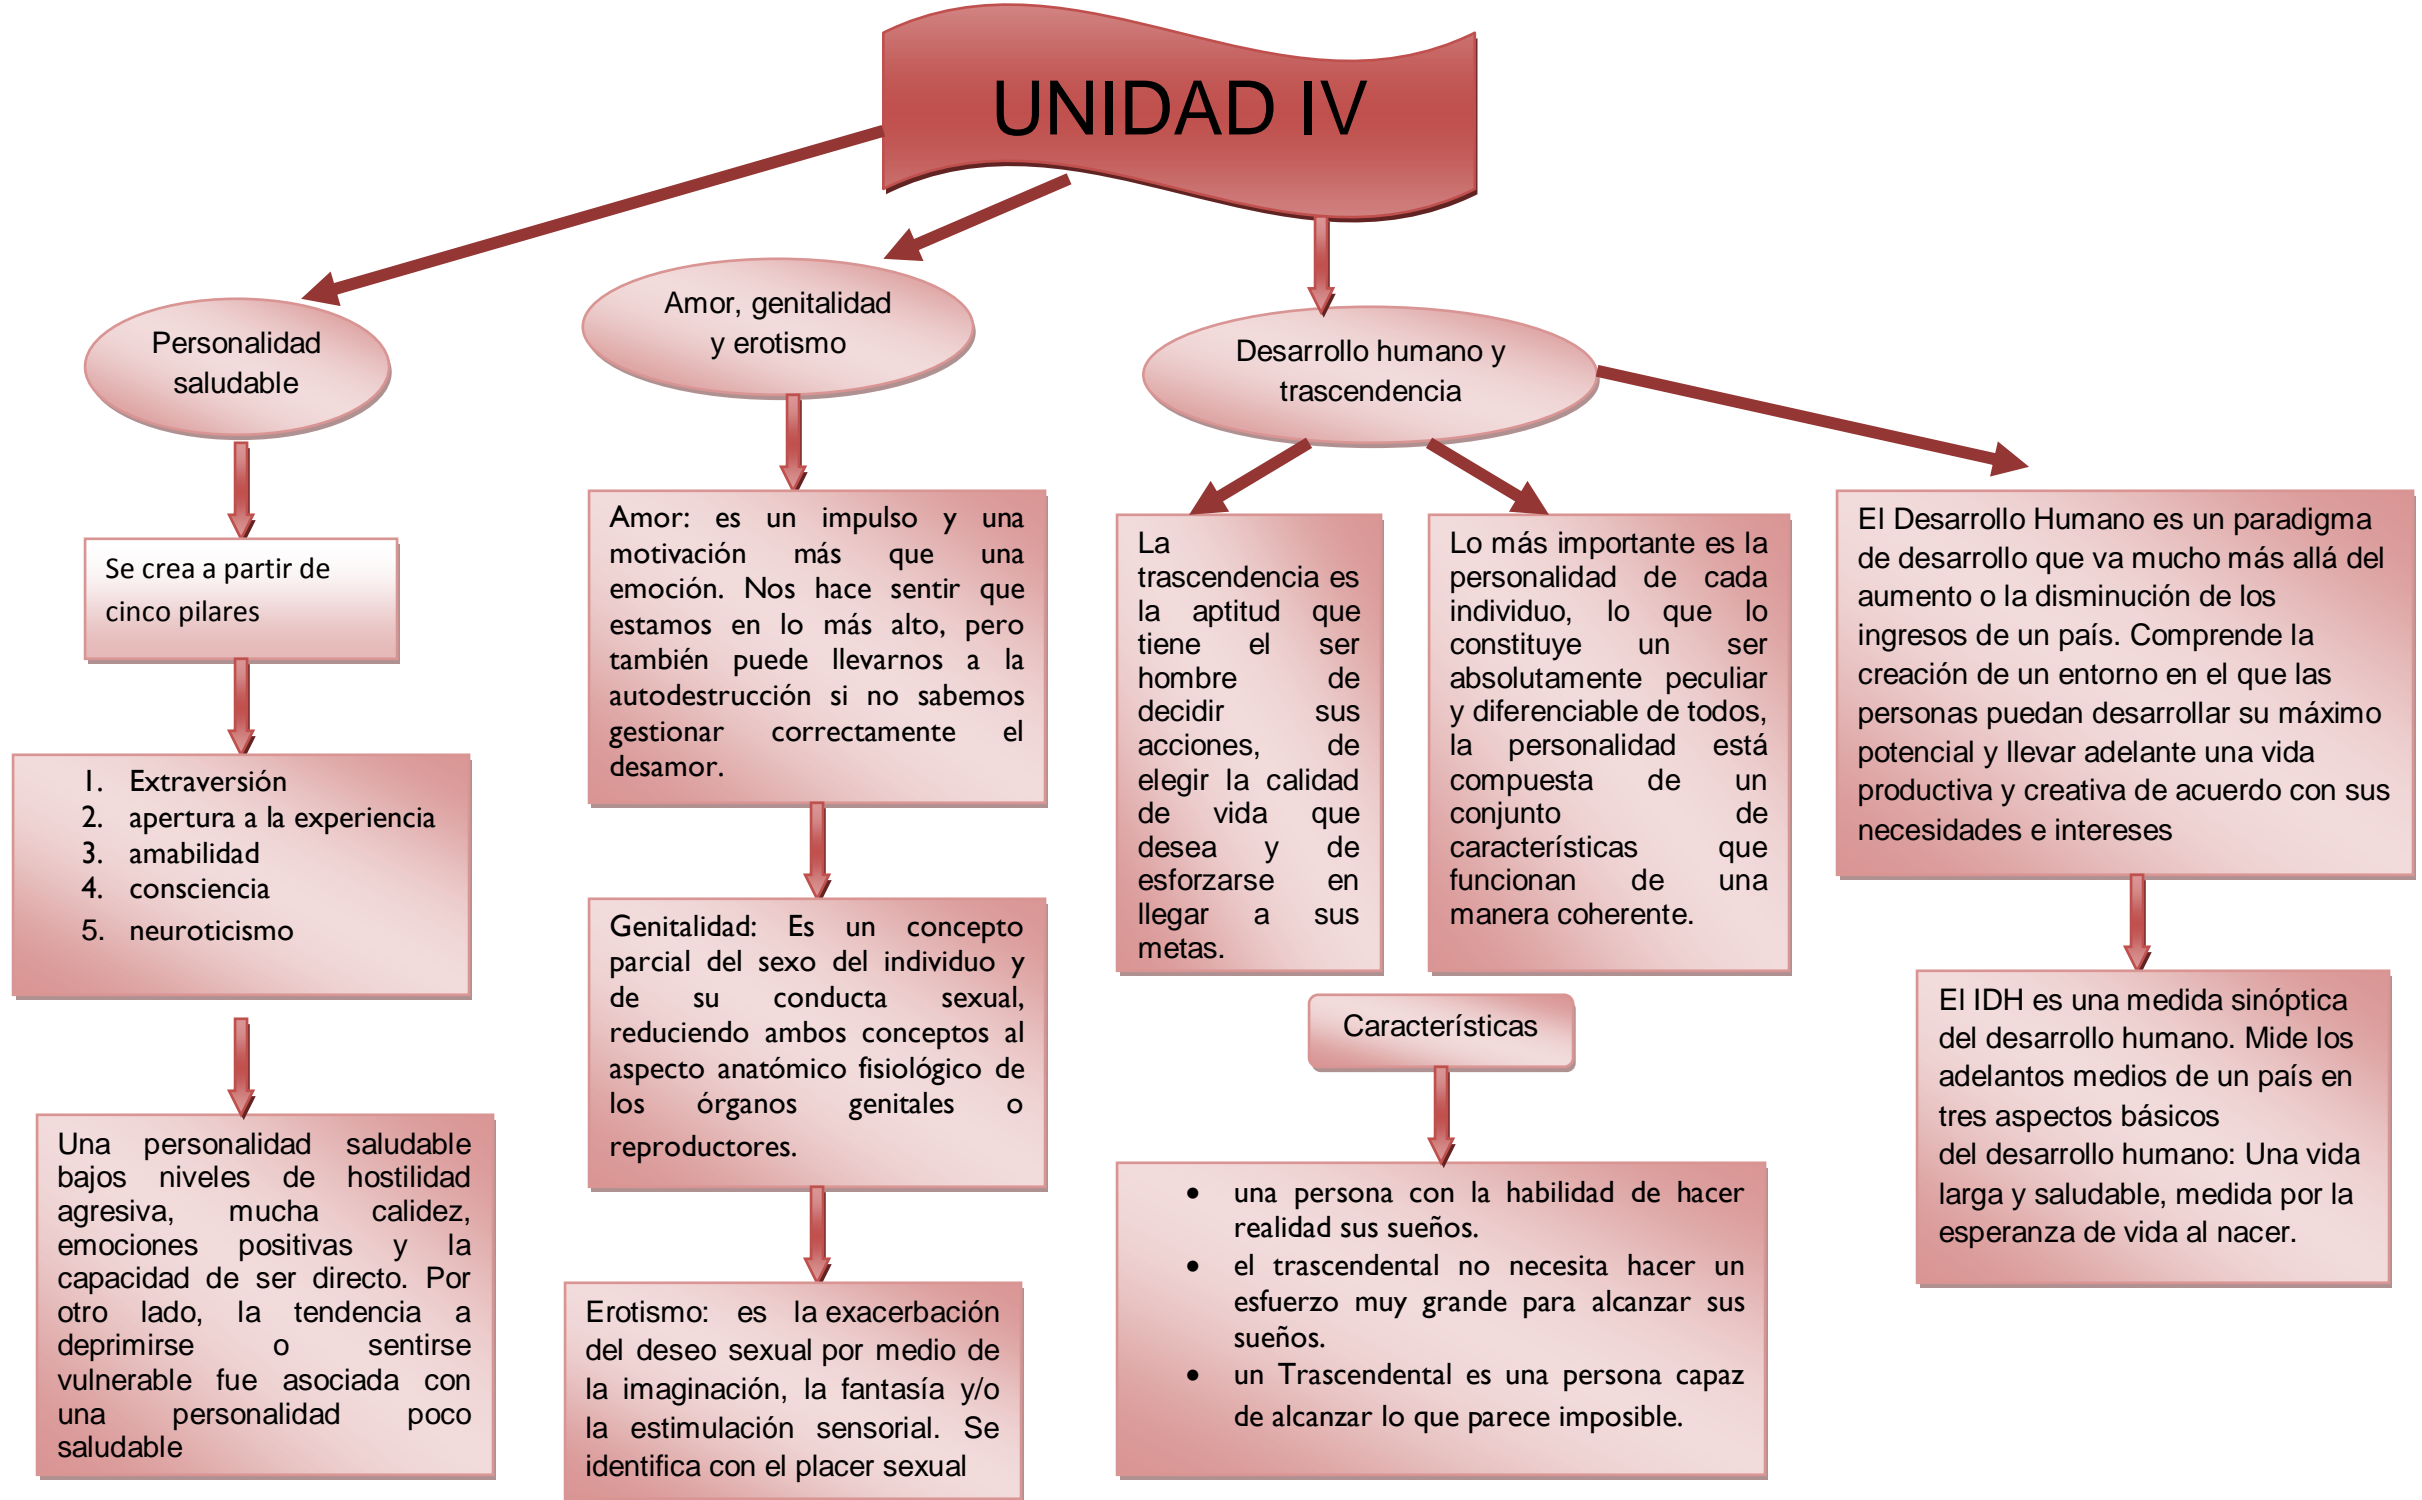 UNIDAD IV
Personalidad
saludable
Se crea a partir de
cinco pilares
1. Extraversión
2. apertura a la experiencia
3. amabilidad
4. consciencia
5. neuroticismo
Una personalidad saludable
bajos niveles de hostilidad
agresiva, mucha calidez,
emociones positivas y la
capacidad de ser directo. Por
otro lado, la tendencia a
deprimirse o sentirse
vulnerable fue asociada con
una personalidad poco
saludable
Amor, genitalidad
y erotismo
Amor: es un impulso y una
motivación más que una
emoción. Nos hace sentir que
estamos en lo más alto, pero
también puede llevarnos a la
autodestrucción si no sabemos
gestionar correctamente el
desamor.
Genitalidad: Es un concepto
parcial del sexo del individuo y
de su conducta sexual,
reduciendo ambos conceptos al
aspecto anatómico fisiológico de
los órganos genitales o
reproductores.
Erotismo: es la exacerbación
del deseo sexual por medio de
la imaginación, la fantasía y/o
la estimulación sensorial. Se
identifica con el placer sexual
Desarrollo humano y
trascendencia
La
trascendencia es
la aptitud que
tiene el ser
hombre de
decidir sus
acciones, de
elegir la calidad
de vida que
desea y de
esforzarse en
llegar a sus
metas.
Lo más importante es la
personalidad de cada
individuo, lo que lo
constituye un ser
absolutamente peculiar
y diferenciable de todos,
la personalidad está
compuesta de un
conjunto de
características que
funcionan de una
manera coherente.
Características
• una persona con la habilidad de hacer
realidad sus sueños.
• el trascendental no necesita hacer un
esfuerzo muy grande para alcanzar sus
sueños.
• un Trascendental es una persona capaz
de alcanzar lo que parece imposible.
El Desarrollo Humano es un paradigma
de desarrollo que va mucho más allá del
aumento o la disminución de los
ingresos de un país. Comprende la
creación de un entorno en el que las
personas puedan desarrollar su máximo
potencial y llevar adelante una vida
productiva y creativa de acuerdo con sus
necesidades e intereses
El IDH es una medida sinóptica
del desarrollo humano. Mide los
adelantos medios de un país en
tres aspectos básicos
del desarrollo humano: Una vida
larga y saludable, medida por la
esperanza de vida al nacer.